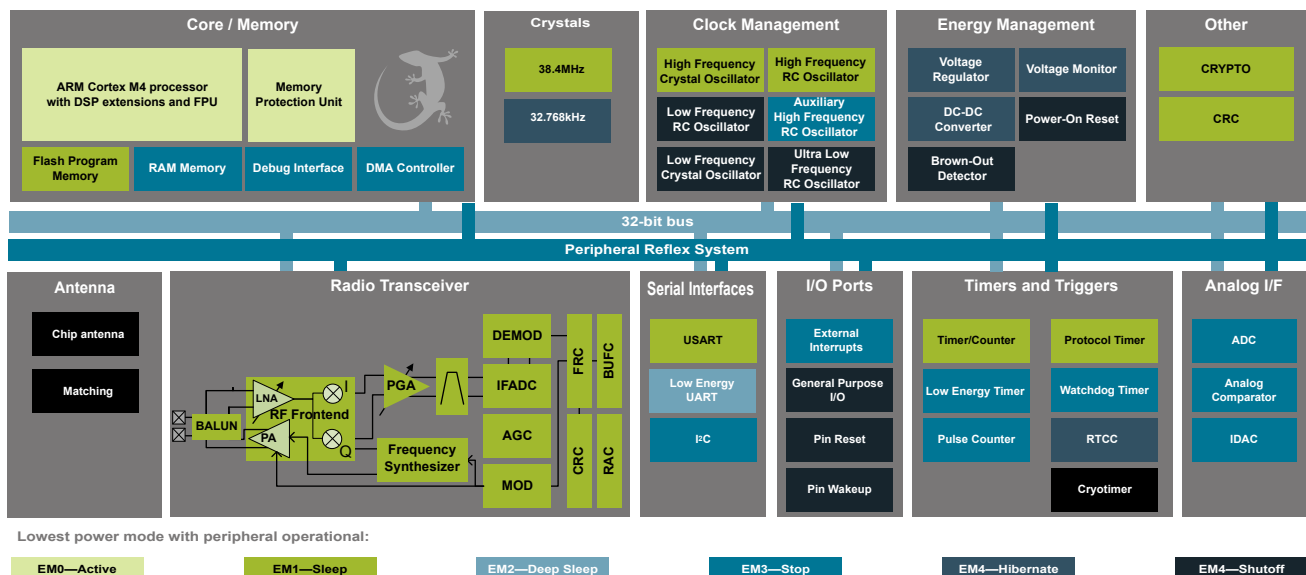 Core / Memory
Crystals
Clock Management
Energy Management
Other
ARM Cortex M4 processor
with DSP extensions and FPU
Memory
Protection Unit
Flash Program
Memory
RAM Memory
Debug Interface
DMA Controller
38.4MHz
32.768kHz
High Frequency
Crystal Oscillator
High Frequency
RC Oscillator
Low Frequency
RC Oscillator
Auxiliary
High Frequency
RC Oscillator
Low Frequency
Crystal Oscillator
Ultra Low
Frequency
RC Oscillator
Voltage
Regulator
Voltage Monitor
DC-DC
Converter
Power-On Reset
Brown-Out
Detector
CRYPTO
CRC
32-bit bus
Peripheral Reflex System
Antenna
Chip antenna
Matching
Radio Transceiver
BALUN
LNA
RF Frontend
PA
I
Q
PGA
Frequency
Synthesizer
DEMOD
IFADC
AGC
MOD
FRC
BUFC
CRC
RAC
Serial Interfaces
USART
Low Energy
UART
I²C
I/O Ports
External
Interrupts
General Purpose
I/O
Pin Reset
Pin Wakeup
Timers and Triggers
Timer/Counter
Protocol Timer
Low Energy Timer
Watchdog Timer
Pulse Counter
RTCC
Cryotimer
Analog I/F
ADC
Analog
Comparator
IDAC
Lowest power mode with peripheral operational:
EM0—Active
EM1—Sleep
EM2—Deep Sleep
EM3—Stop
EM4—Hibernate
EM4—Shutoff